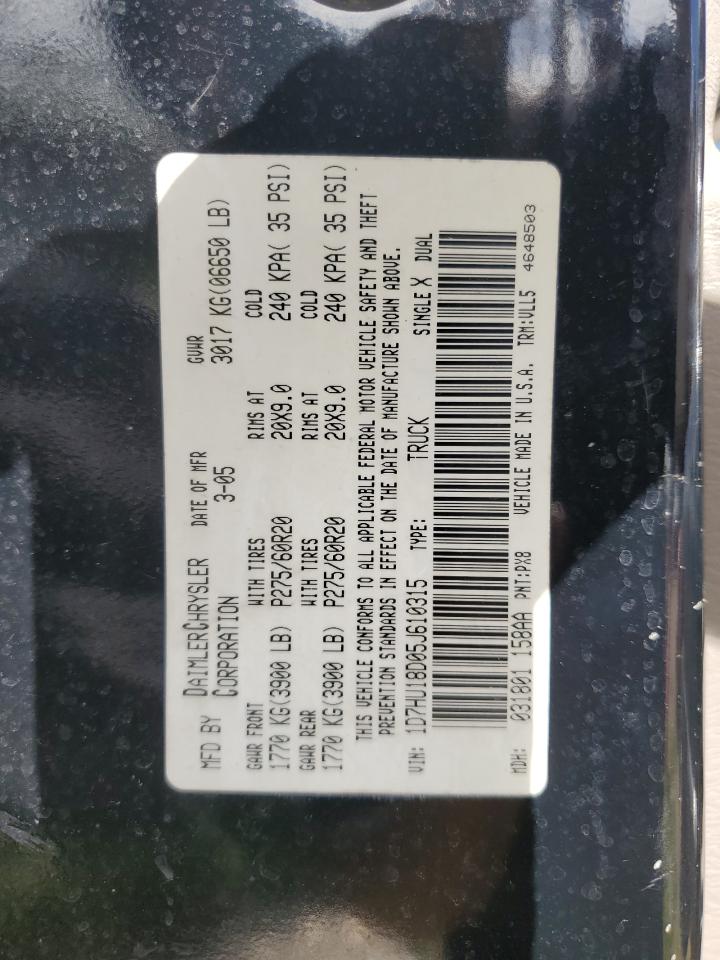 MFD BY DAIMLERCHRYSLER CORPORATION DATE OF MFR 3-05 GVWR 3017 KG(06650 LB)
GAWR FRONT WITH TIRES RIMS AT COLD
1770 KG(3900 LB) P275/60R20 20X9.0 240 KPA( 35 PSI)
GAWR REAR WITH TIRES RIMS AT COLD
1770 KG(3900 LB) P275/60R20 20X9.0 240 KPA( 35 PSI)
THIS VEHICLE CONFORMS TO ALL APPLICABLE FEDERAL MOTOR VEHICLE SAFETY AND THEFT
PREVENTION STANDARDS IN EFFECT ON THE DATE OF MANUFACTURE SHOWN ABOVE.
VIN: 1D7HU18D05J610315 TYPE: TRUCK SINGLE X DUAL
MDH: 031801 158AA PNT:PX8 VEHICLE MADE IN U.S.A. TRM:VLL5 4648503